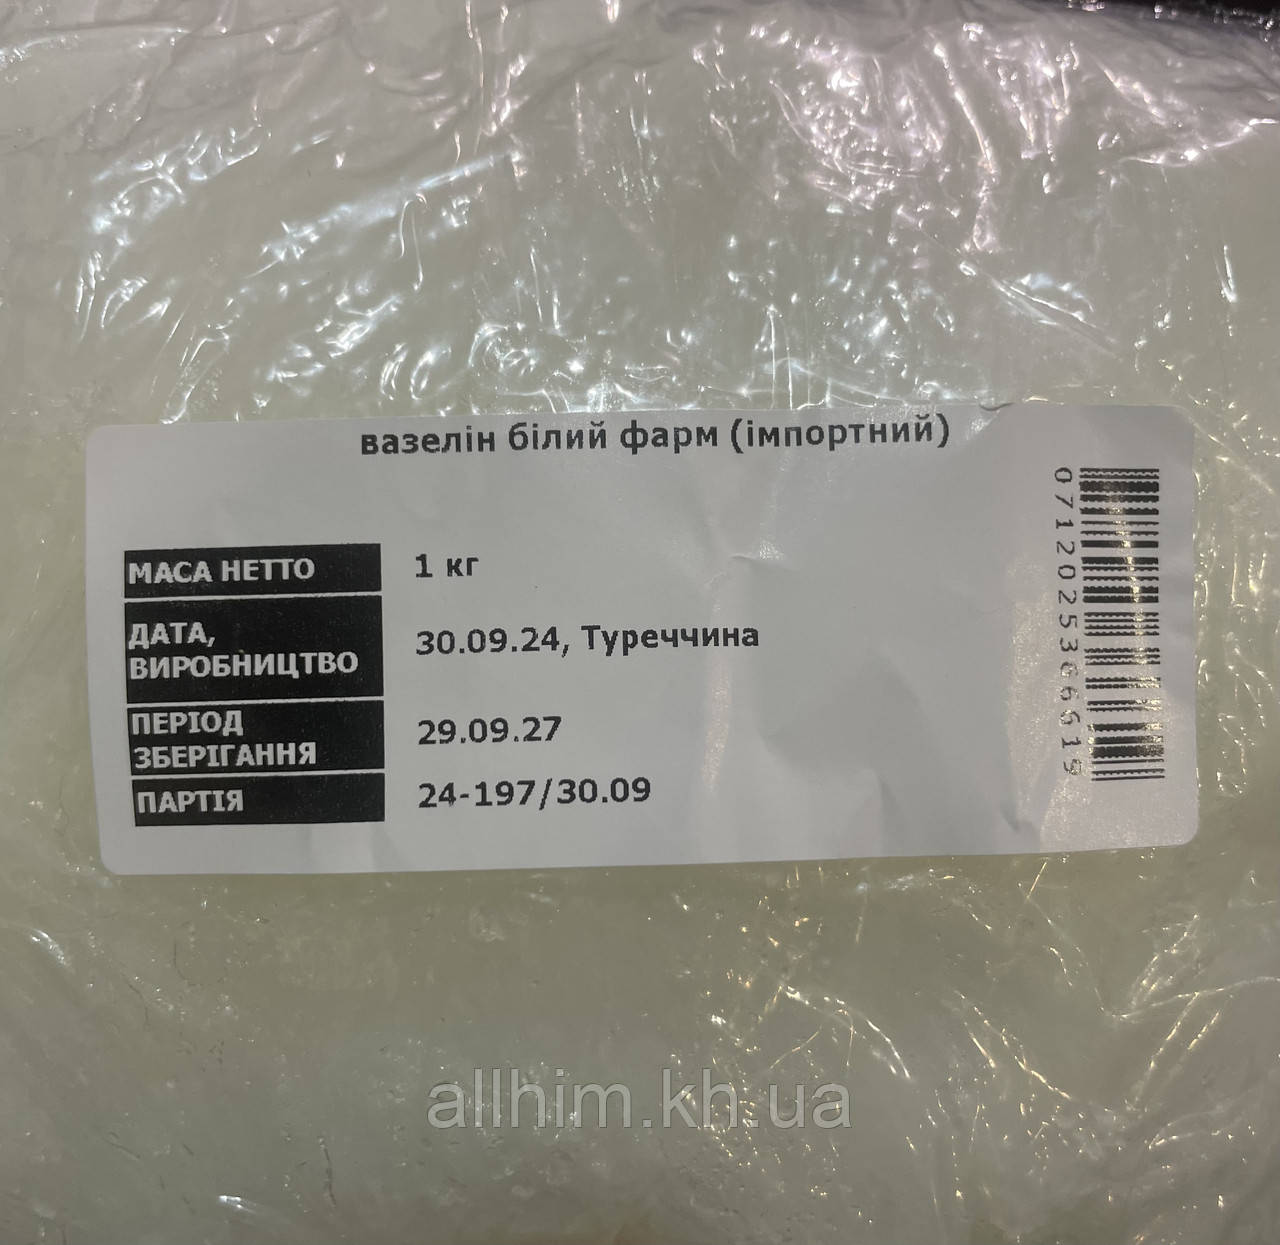 вазелін білий фарм (імпортний)
МАСА НЕТТО 1 кг
ДАТА,
ВИРОБНИЦТВО 30.09.24, Туреччина
ПЕРІОД
ЗБЕРІГАННЯ 29.09.27
ПАРТІЯ 24-197/30.09
0712025366619
allhim.kh.ua